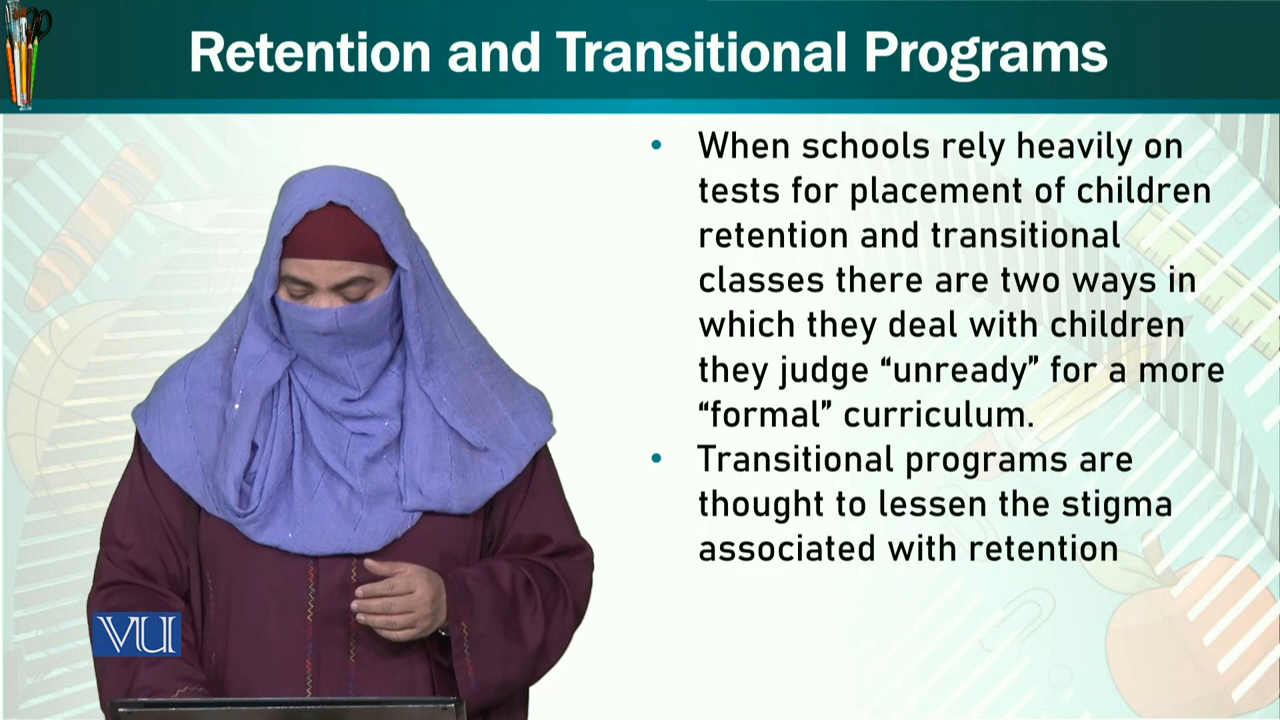 Retention and Transitional Programs
• When schools rely heavily on
tests for placement of children
retention and transitional
classes there are two ways in
which they deal with children
they judge “unready” for a more
“formal” curriculum.
• Transitional programs are
thought to lessen the stigma
associated with retention
VU